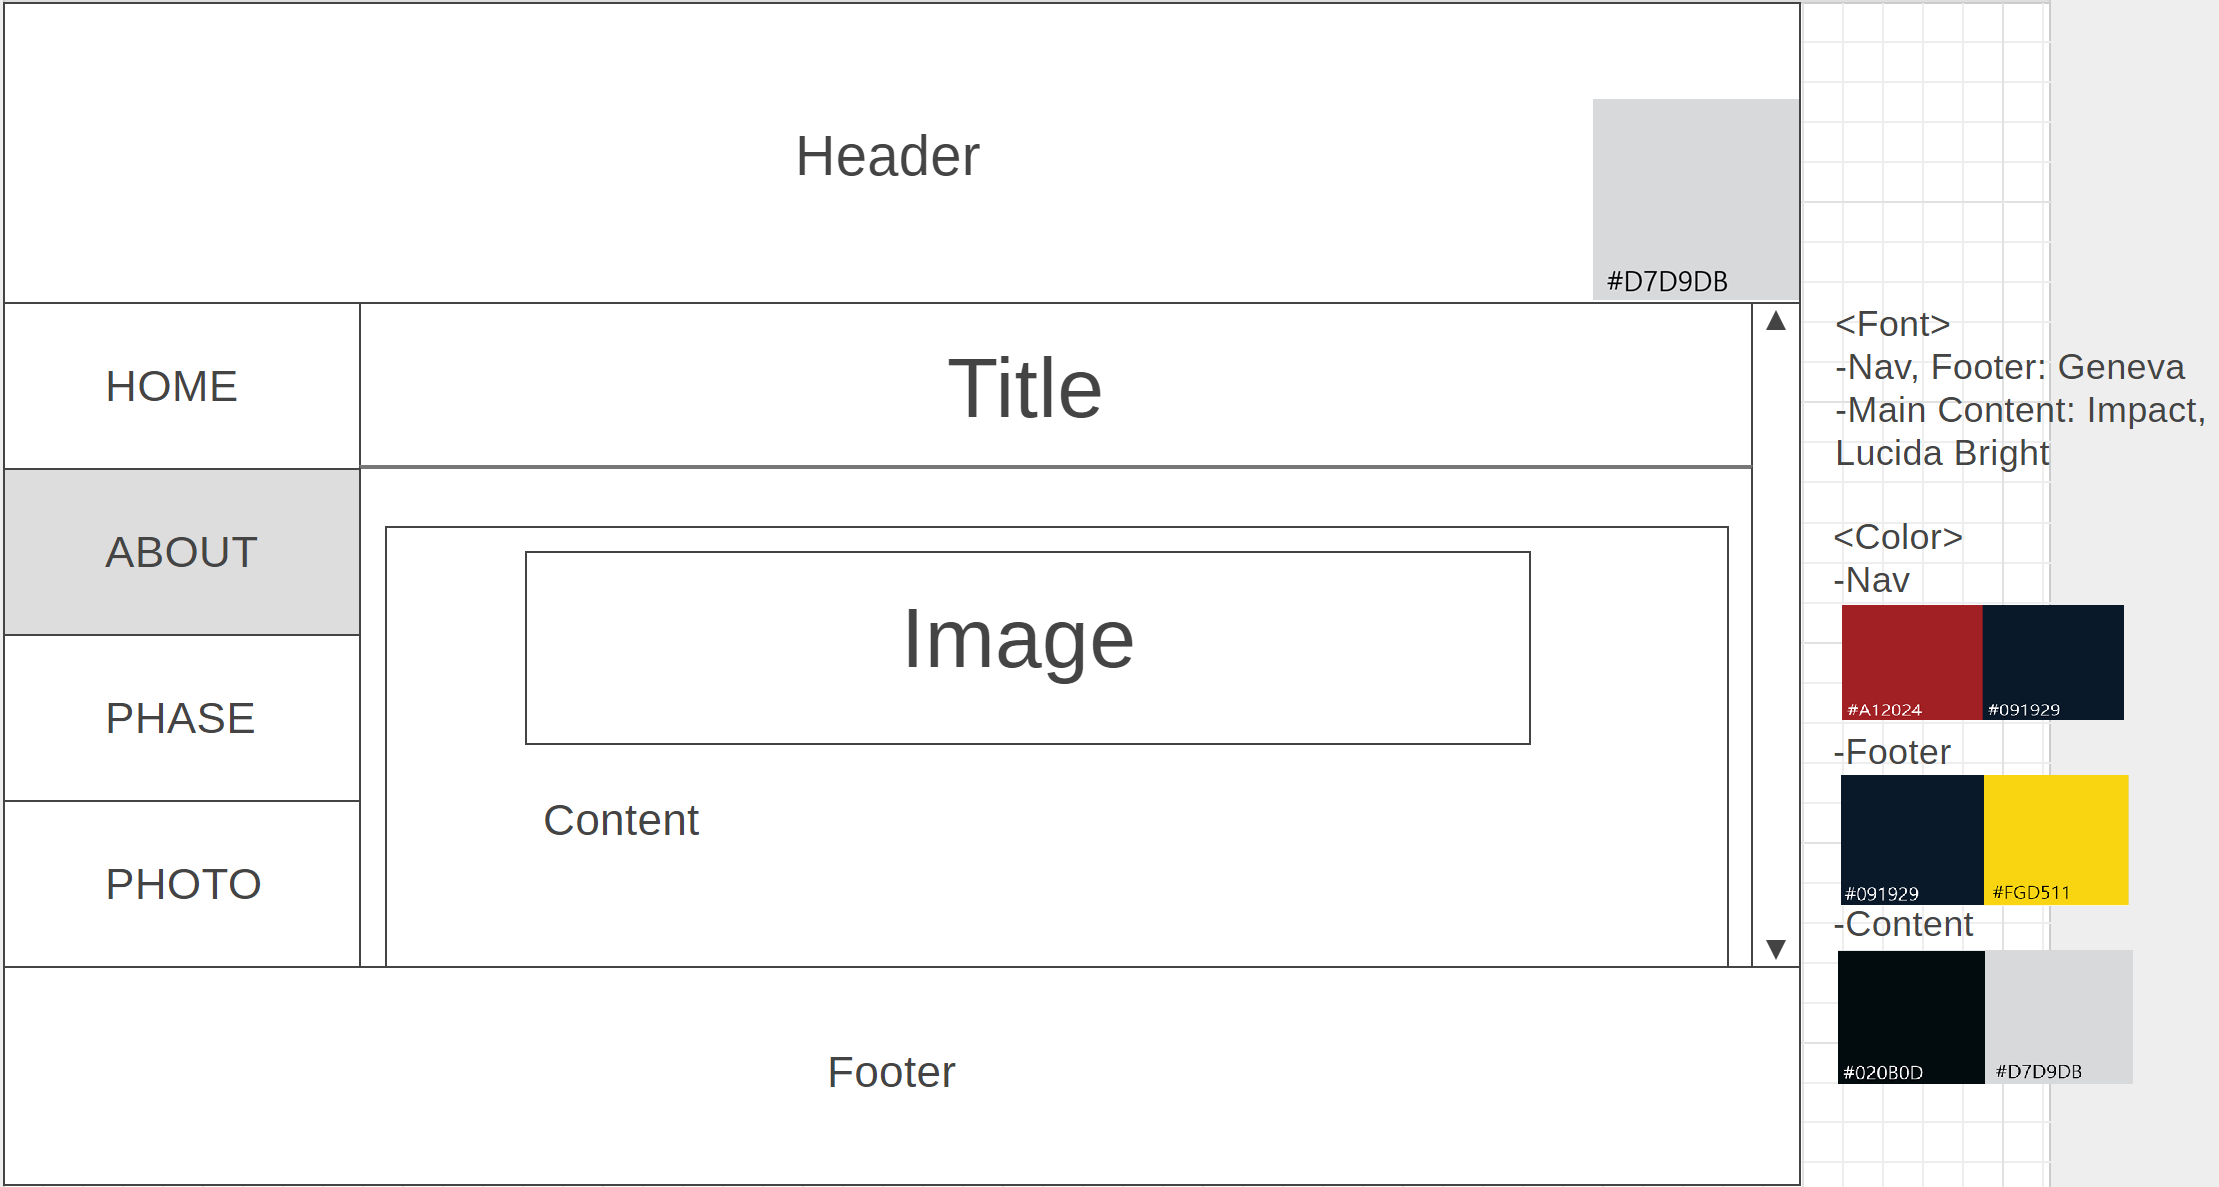 Header
#D7D9DB
HOME
ABOUT
PHASE
PHOTO
Title
Image
Content
Footer
<Font>
-Nav, Footer: Geneva
-Main Content: Impact,
Lucida Bright
<Color>
-Nav
#A12024 #091929
-Footer
#091929 #FGD511
-Content
#020B0D #D7D9DB